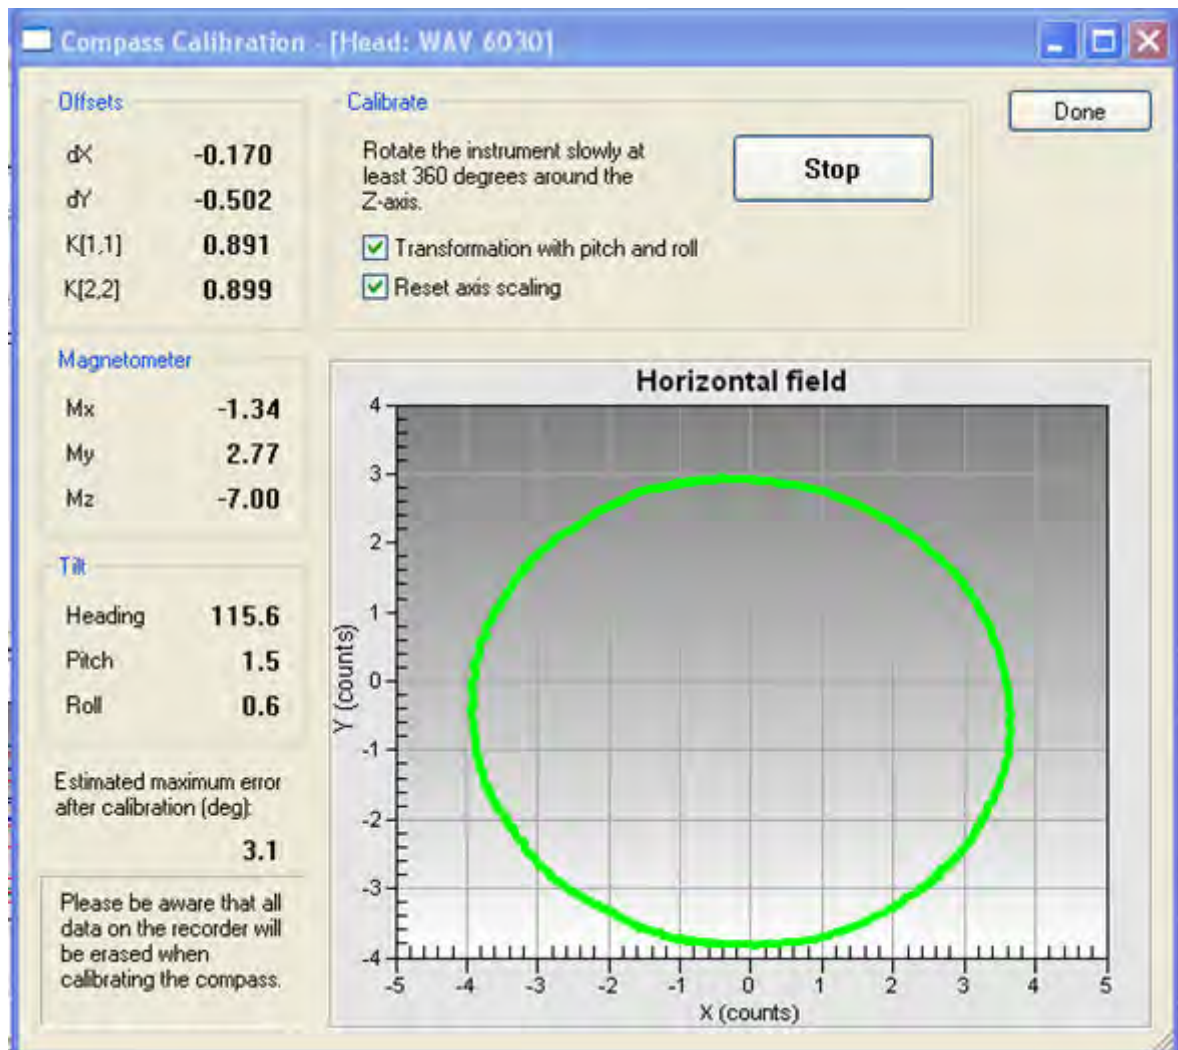 Compass Calibration - [Head: WAV 6030]
Offsets
dX -0.170
dY -0.502
K[1,1] 0.891
K[2,2] 0.899
Calibrate
Rotate the instrument slowly at
least 360 degrees around the
Z-axis.
Stop
Transformation with pitch and roll
Reset axis scaling
Done
Magnetometer
Mx -1.34
My 2.77
Mz -7.00
Tilt
Heading 115.6
Pitch 1.5
Roll 0.6
Estimated maximum error
after calibration (deg):
3.1
Please be aware that all
data on the recorder will
be erased when
calibrating the compass.
Horizontal field
Y (counts)
4
3
2
1
0
-1
-2
-3
-4
-5 -4 -3 -2 -1 0 1 2 3 4 5
X (counts)